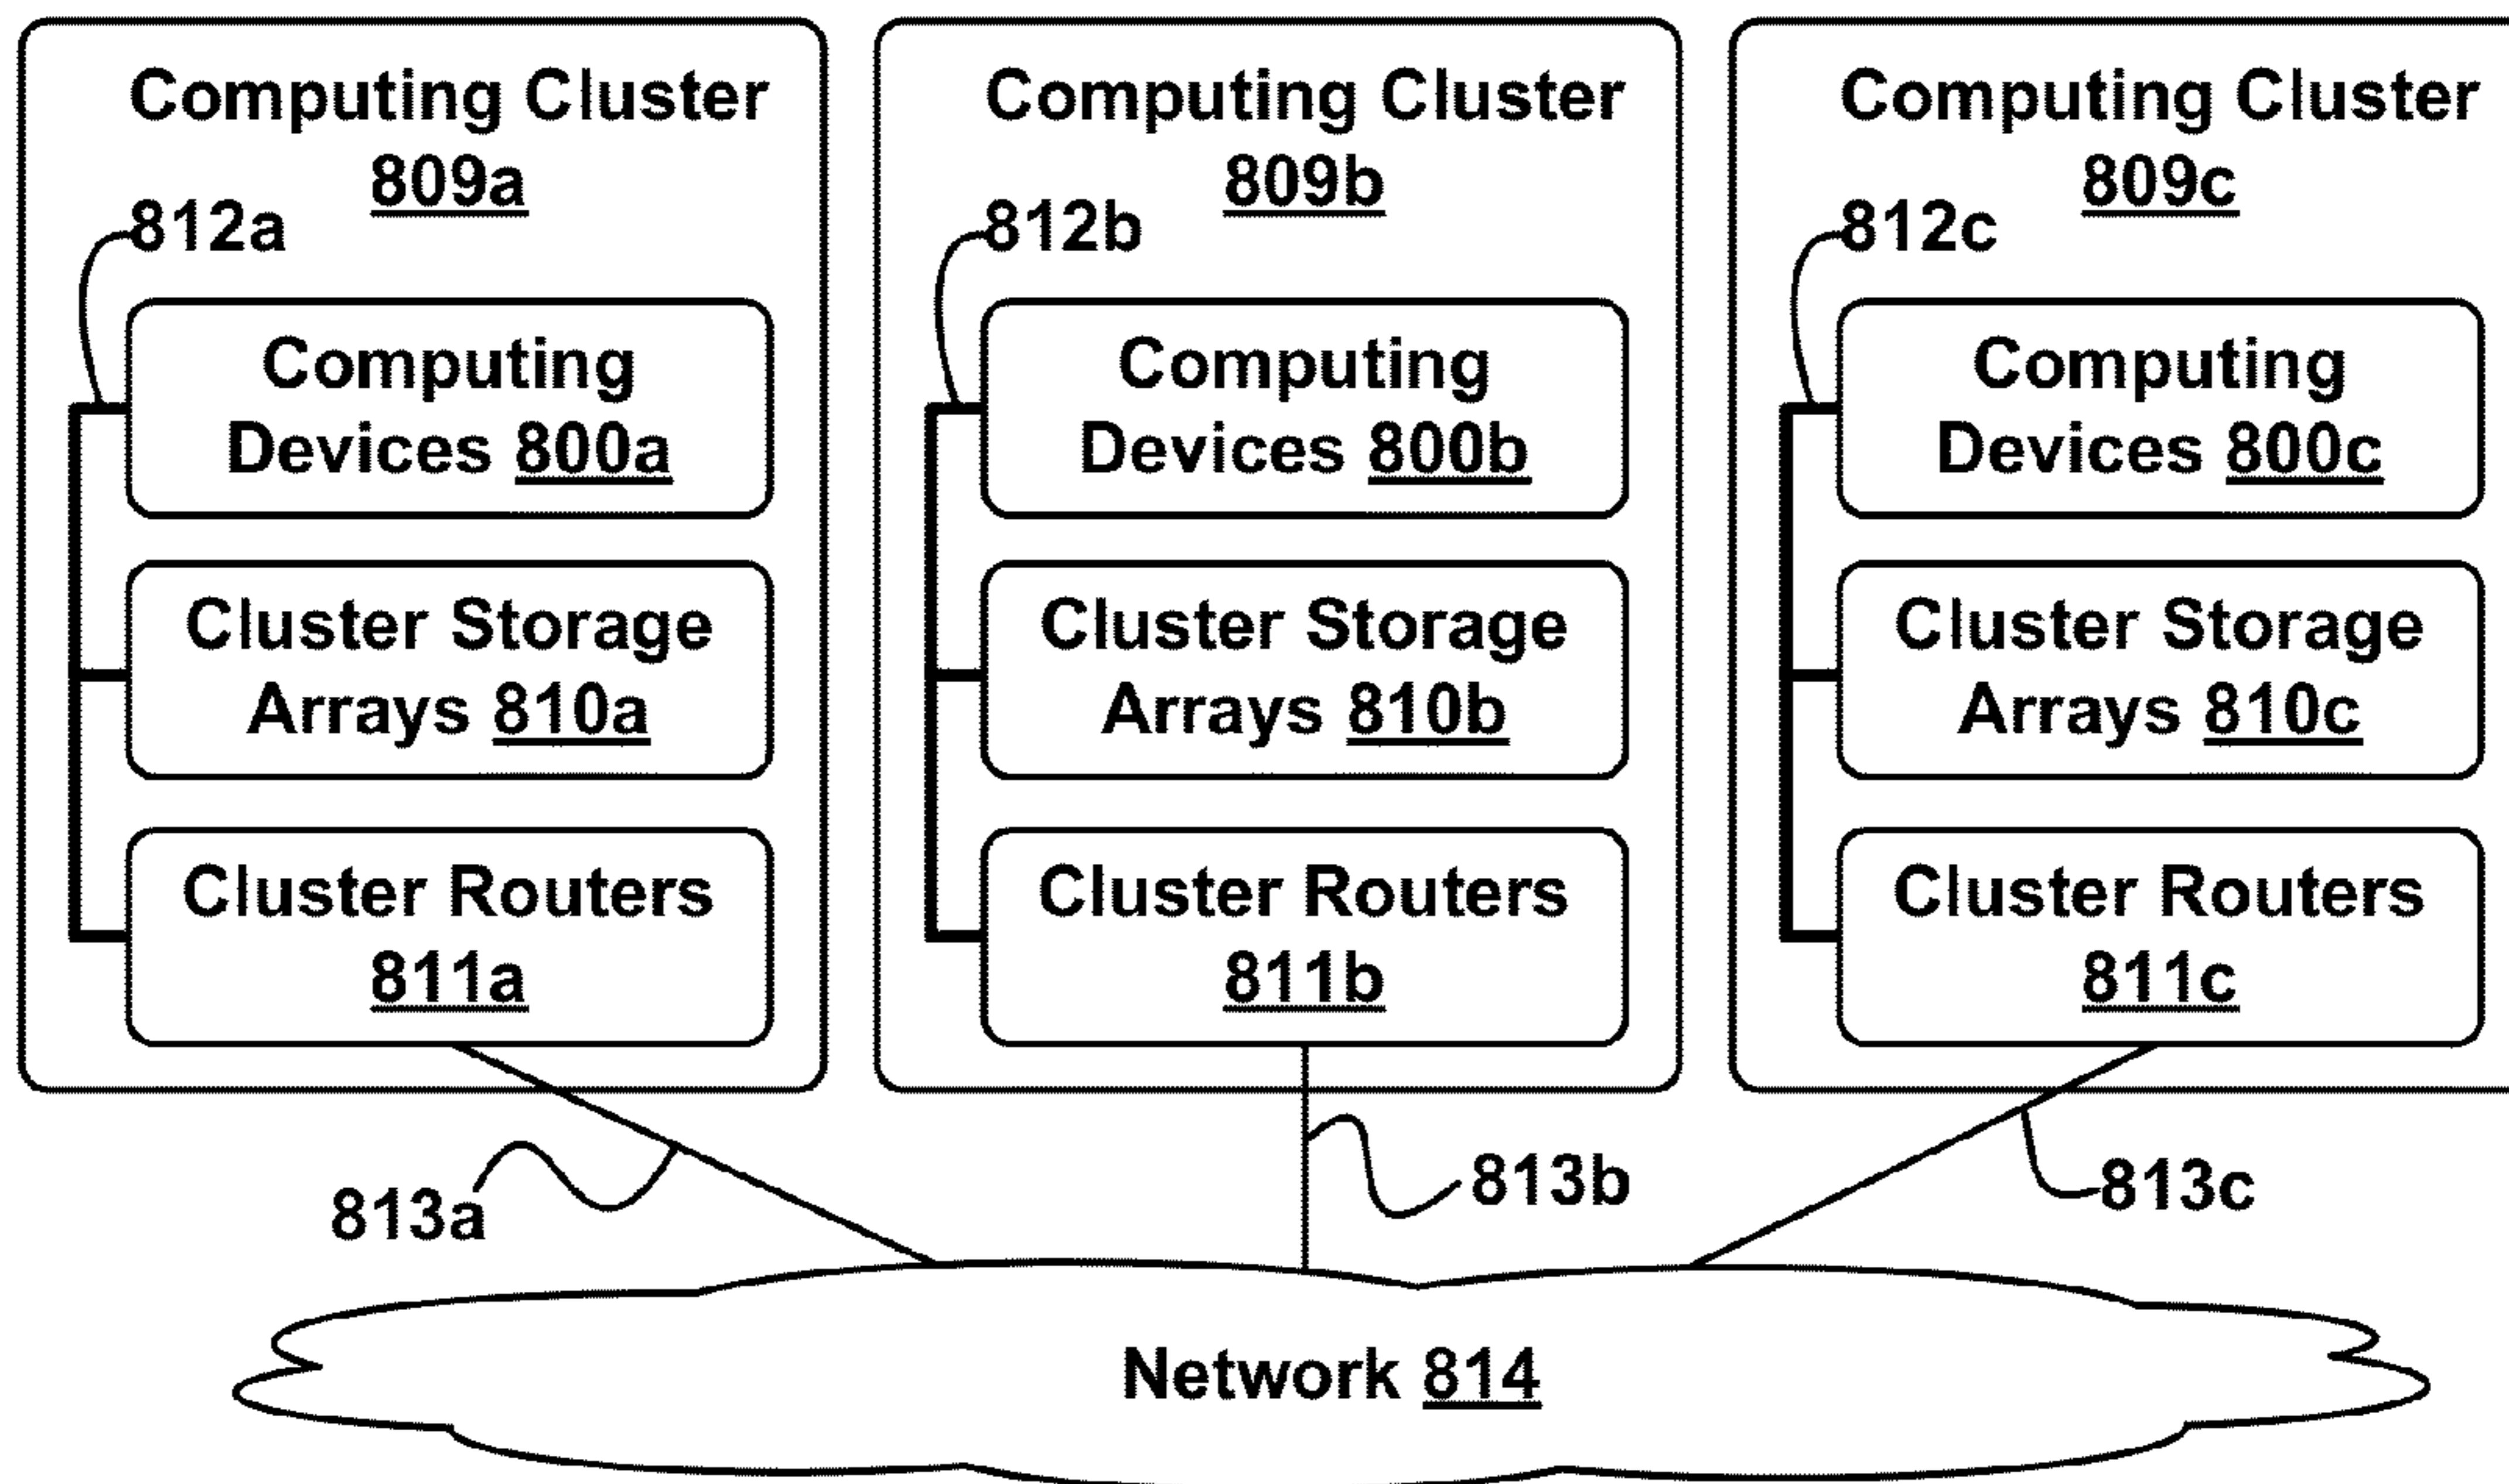 Computing Cluster
809a
812a
Computing
Devices 800a
Cluster Storage
Arrays 810a
Cluster Routers
811a
Computing Cluster
809b
812b
Computing
Devices 800b
Cluster Storage
Arrays 810b
Cluster Routers
811b
Computing Cluster
809c
812c
Computing
Devices 800c
Cluster Storage
Arrays 810c
Cluster Routers
811c
813a
813b
813c
Network 814